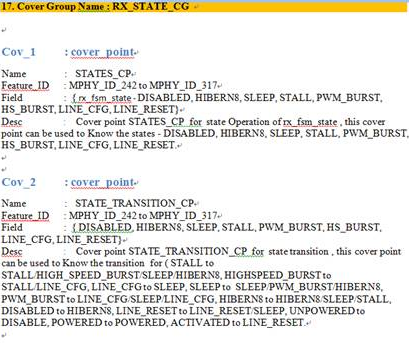 17. Cover Group Name : RX_STATE_CG
Cov_1 : cover_point
Name : STATES_CP
Feature_ID : MPHY_ID_242 to MPHY_ID_317
Field : { rx_fsm_state - DISABLED, HIBERN8, SLEEP, STALL, PWM_BURST,
HS_BURST, LINE_CFG, LINE_RESET}
Desc : Cover point STATES_CP for state Operation of rx_fsm_state , this cover
point can be used to Know the states - DISABLED, HIBERN8, SLEEP, STALL, PWM_BURST,
HS_BURST, LINE_CFG, LINE_RESET.
Cov_2 : cover_point
Name : STATE_TRANSITION_CP
Feature_ID : MPHY_ID_242 to MPHY_ID_317
Field : { DISABLED, HIBERN8, SLEEP, STALL, PWM_BURST, HS_BURST,
LINE_CFG, LINE_RESET}
Desc : Cover point STATE_TRANSITION_CP for state transition , this cover point
can be used to Know the transition for ( STALL to
STALL/HIGH_SPEED_BURST/SLEEP/HIBERN8, HIGHSPEED_BURST to
STALL/LINE_CFG, LINE_CFG to SLEEP, SLEEP to SLEEP/PWM_BURST/HIBERN8,
PWM_BURST to LINE_CFG/SLEEP/LINE_CFG, HIBERN8 to HIBERN8/SLEEP/STALL,
DISABLED to HIBERN8, LINE_RESET to LINE_RESET/SLEEP, UNPOWERED to
DISABLE, POWERED to POWERED, ACTIVATED to LINE_RESET.